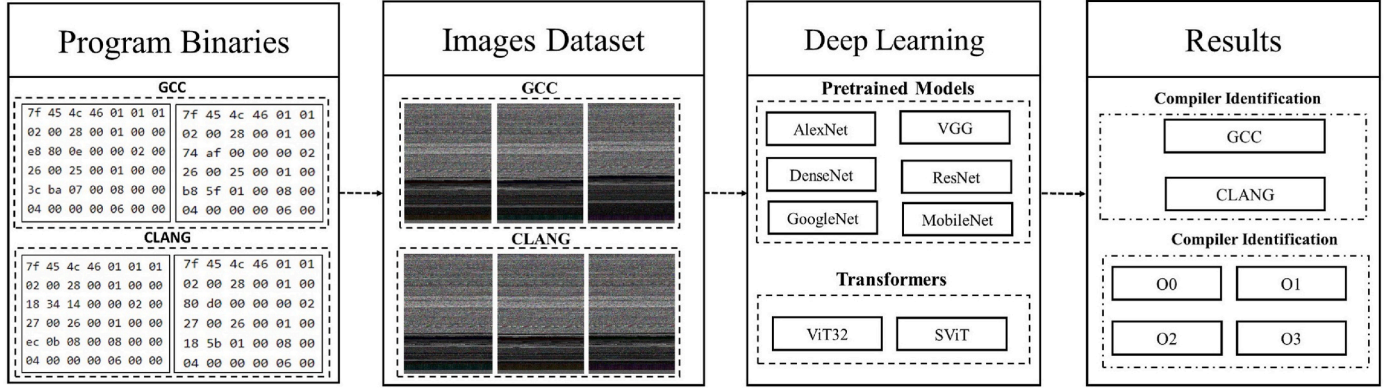 Program Binaries
GCC
7f 45 4c 46 01 01 01
02 00 28 00 01 00 00
e8 80 0e 00 00 02 00
26 00 25 00 01 00 00
3c ba 07 00 08 00 00
04 00 00 00 06 00 00
7f 45 4c 46 01 01
02 00 28 00 01 00
74 af 00 00 00 02
26 00 25 00 01 00
b8 5f 01 00 08 00
04 00 00 00 06 00
CLANG
7f 45 4c 46 01 01 01
02 00 28 00 01 00 00
18 34 14 00 00 02 00
27 00 26 00 01 00 00
ec 0b 08 00 08 00 00
04 00 00 00 06 00 00
7f 45 4c 46 01 01
02 00 28 00 01 00
80 d0 00 00 00 02
27 00 26 00 01 00
18 5b 01 00 08 00
04 00 00 00 06 00
Images Dataset
GCC
CLANG
Deep Learning
Pretrained Models
AlexNet
VGG
DenseNet
ResNet
GoogleNet
MobileNet
Transformers
ViT32
SViT
Results
Compiler Identification
GCC
CLANG
Compiler Identification
O0
O1
O2
O3